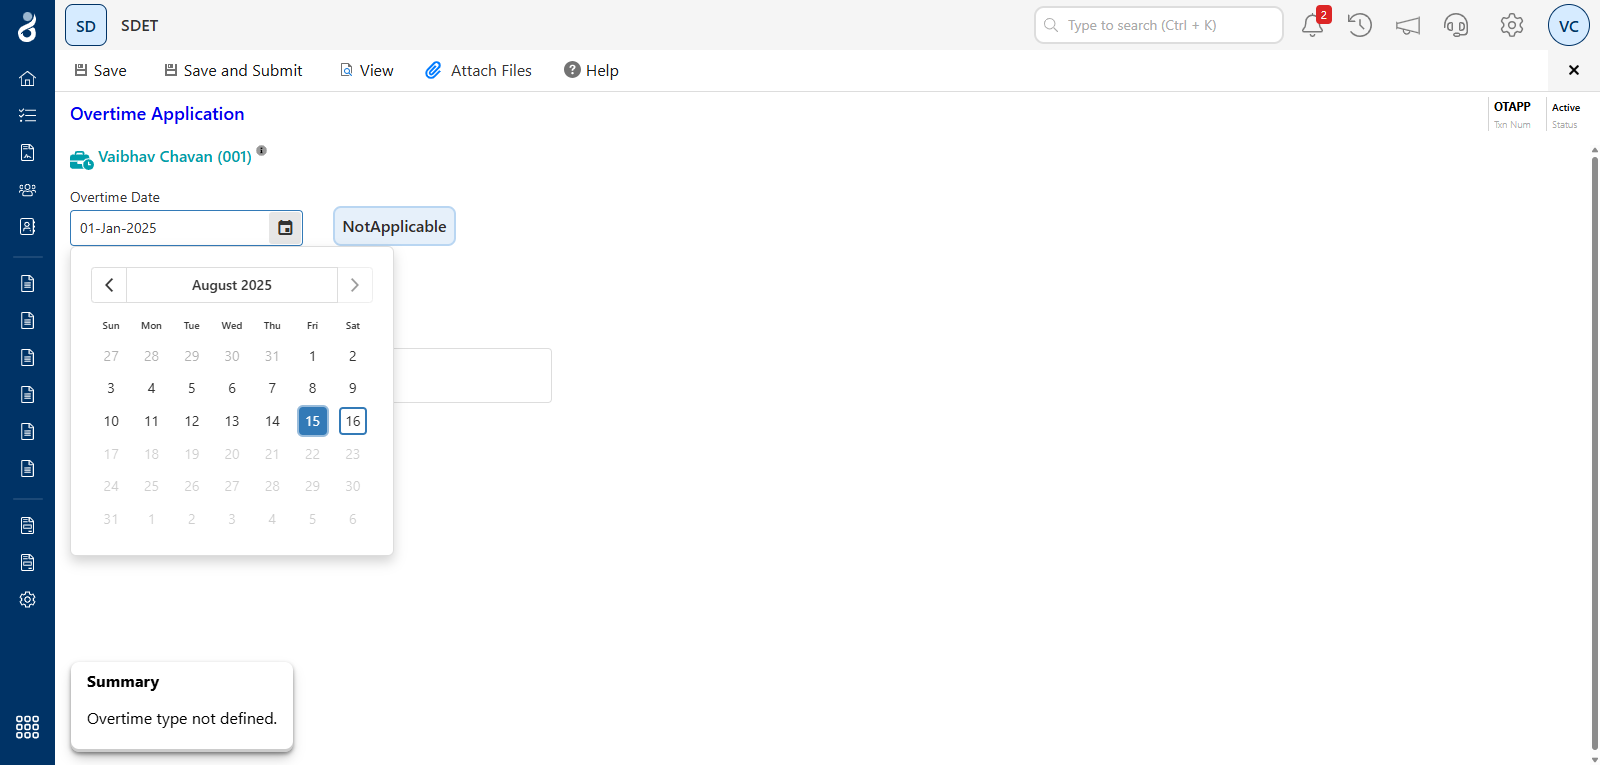 SD SDET Type to search (Ctrl + K) 2 VC
Save Save and Submit View Attach Files Help
Overtime Application OTAPP Active
Txn Num Status
Vaibhav Chavan (001)
Overtime Date
01-Jan-2025 NotApplicable
August 2025
Sun Mon Tue Wed Thu Fri Sat
27 28 29 30 31 1 2
3 4 5 6 7 8 9
10 11 12 13 14 15 16
17 18 19 20 21 22 23
24 25 26 27 28 29 30
31 1 2 3 4 5 6
Summary
Overtime type not defined.